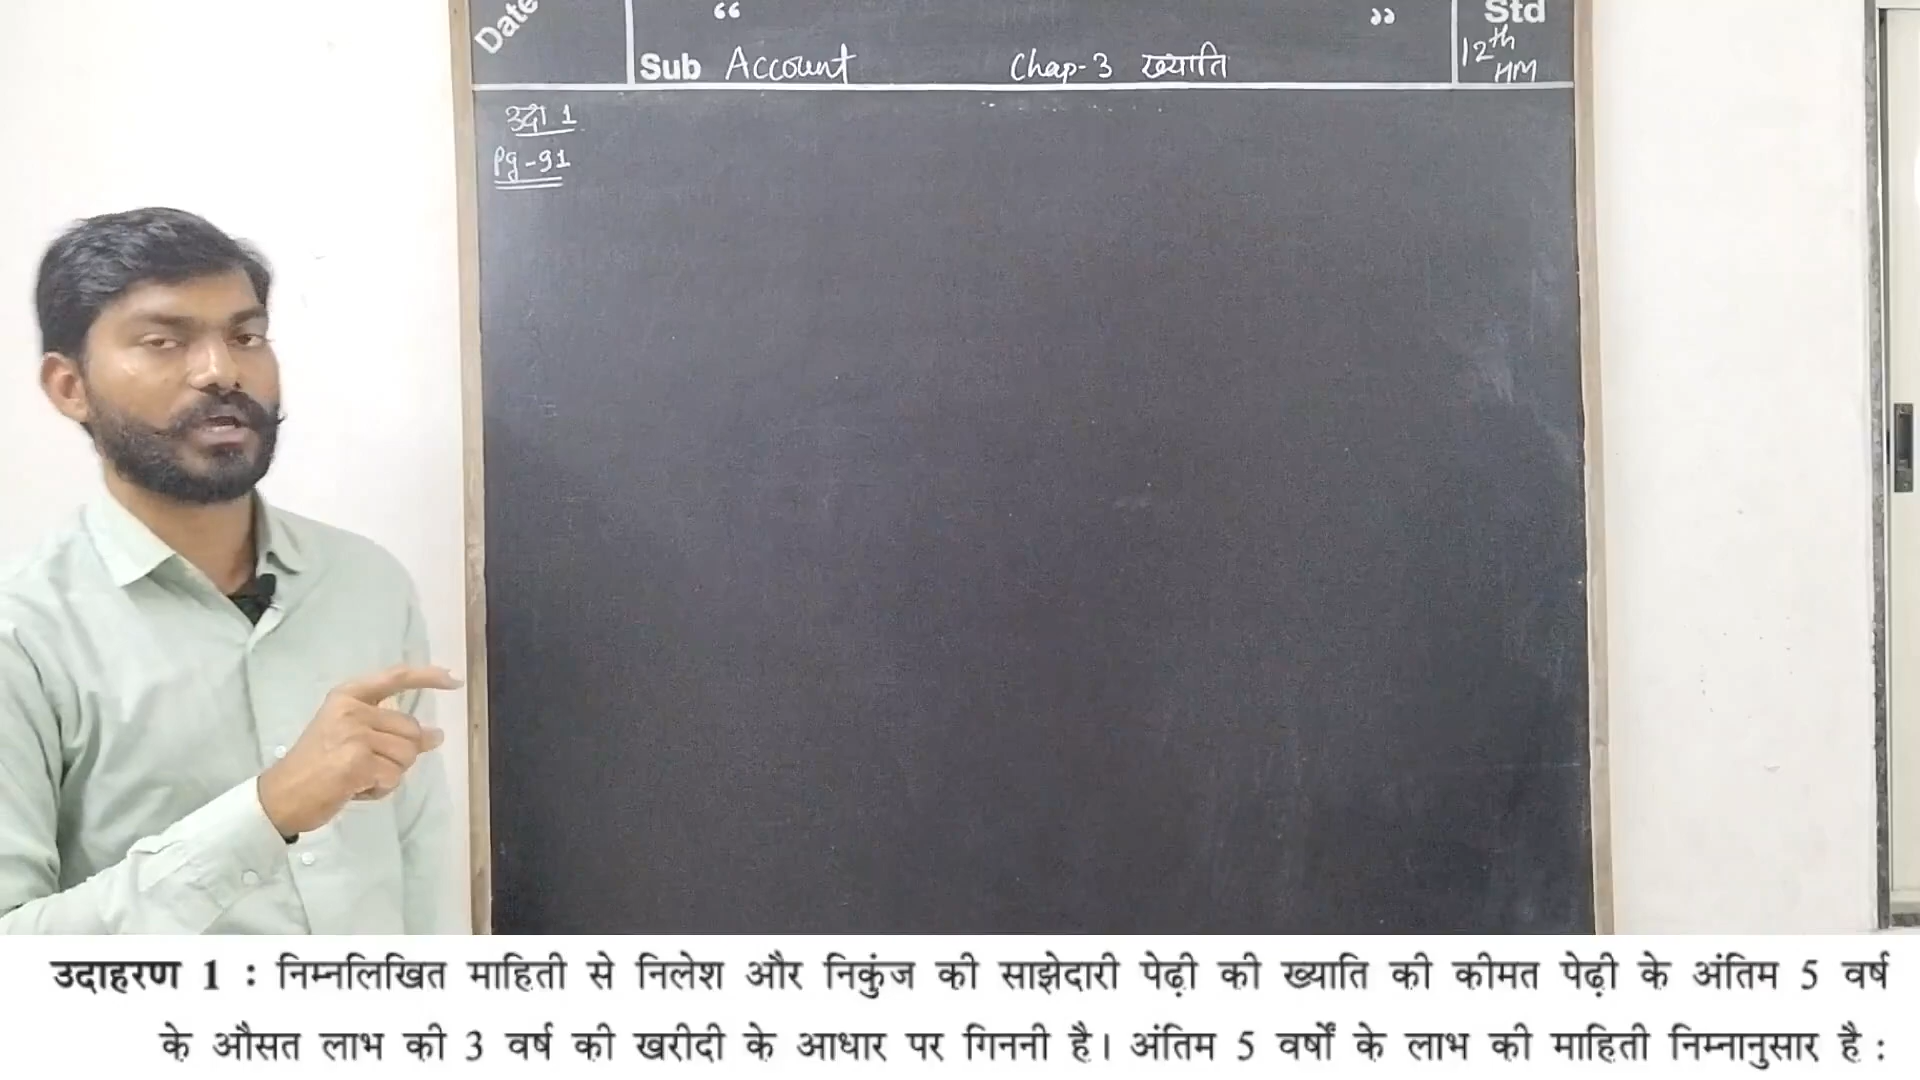 Date
“ ”
Std
Sub Account Chap-3 ख्याति
12th HM
उदा 1
Pg-91
उदाहरण 1 : निम्नलिखित माहिती से निलेश और निकुंज की साझेदारी पेढ़ी की ख्याति की कीमत पेढ़ी के अंतिम 5 वर्ष
के औसत लाभ की 3 वर्ष की खरीदी के आधार पर गिननी है। अंतिम 5 वर्षों के लाभ की माहिती निम्नानुसार है :